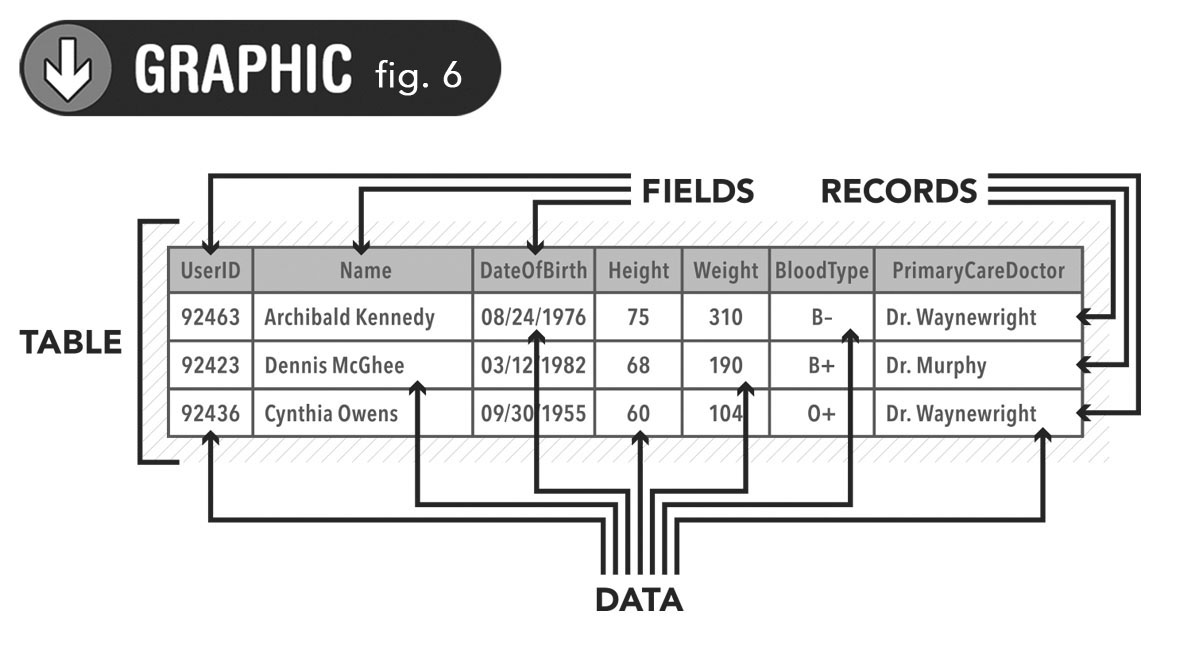 GRAPHIC fig. 6
FIELDS RECORDS
TABLE
UserID Name DateOfBirth Height Weight BloodType PrimaryCareDoctor
92463 Archibald Kennedy 08/24/1976 75 310 B- Dr. Waynewright
92423 Dennis McGhee 03/12/1982 68 190 B+ Dr. Murphy
92436 Cynthia Owens 09/30/1955 60 104 O+ Dr. Waynewright
DATA